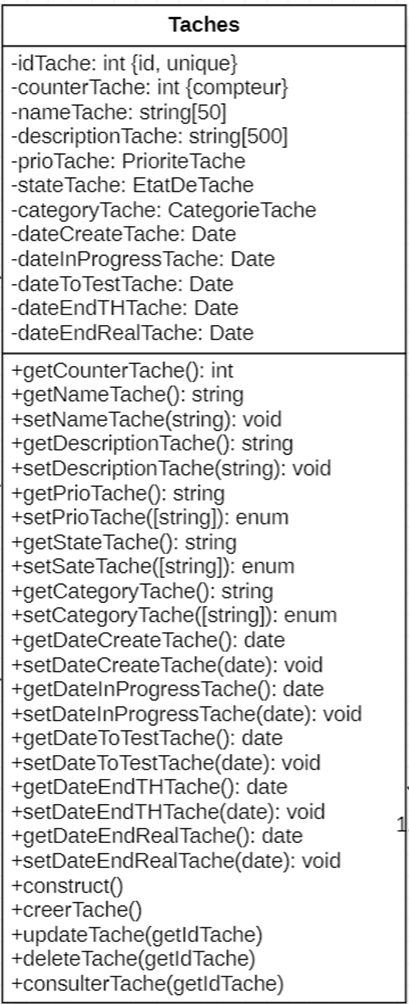 Taches
-idTache: int {id, unique}
-counterTache: int {compteur}
-nameTache: string[50]
-descriptionTache: string[500]
-prioTache: PrioriteTache
-stateTache: EtatDeTache
-categoryTache: CategorieTache
-dateCreateTache: Date
-dateInProgressTache: Date
-dateToTestTache: Date
-dateEndTHTache: Date
-dateEndRealTache: Date
+getCounterTache(): int
+getNameTache(): string
+setNameTache(string): void
+getDescriptionTache(): string
+setDescriptionTache(string): void
+getPrioTache(): string
+setPrioTache([string]): enum
+getStateTache(): string
+setSateTache([string]): enum
+getCategoryTache(): string
+setCategoryTache([string]): enum
+getDateCreateTache(): date
+setDateCreateTache(date): void
+getDateInProgressTache(): date
+setDateInProgressTache(date): void
+getDateToTestTache(): date
+setDateToTestTache(date): void
+getDateEndTHTache(): date
+setDateEndTHTache(date): void
+getDateEndRealTache(): date
1
+setDateEndRealTache(date): void
+construct()
+creerTache()
+updateTache(getIdTache)
+deleteTache(getIdTache)
+consulterTache(getIdTache)